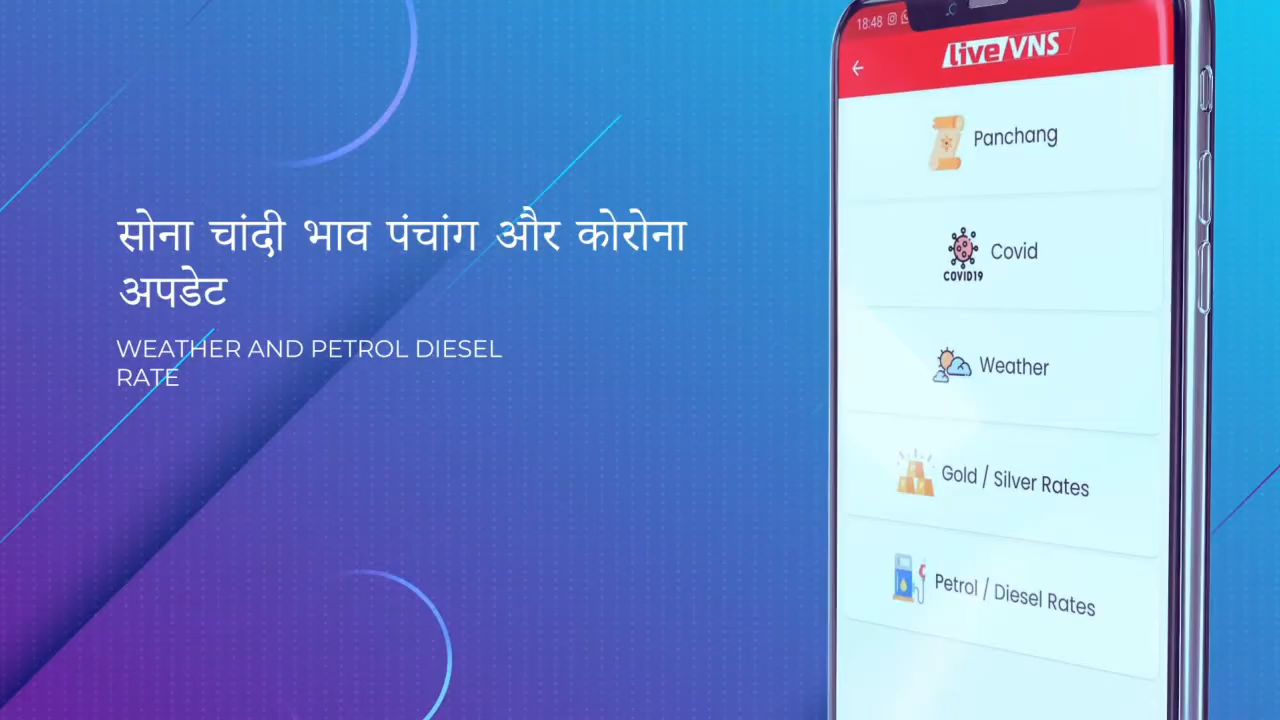 सोना चांदी भाव पंचांग और कोरोना
अपडेट
WEATHER AND PETROL DIESEL
RATE
18:48
live VNS
Panchang
COVID19
Covid
Weather
Gold / Silver Rates
Petrol / Diesel Rates